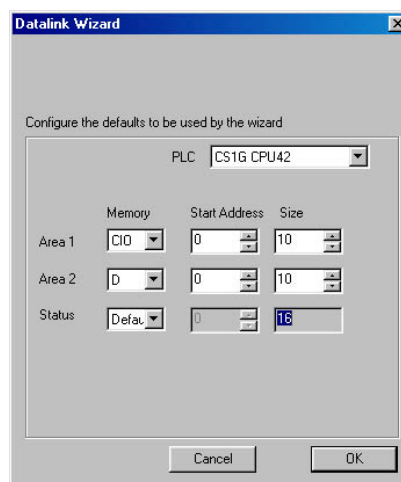 Datalink Wizard
Configure the defaults to be used by the wizard
PLC CS1G CPU42
Memory Start Address Size
Area 1 CIO 0 10
Area 2 D 0 10
Status Defau 0 16
Cancel OK